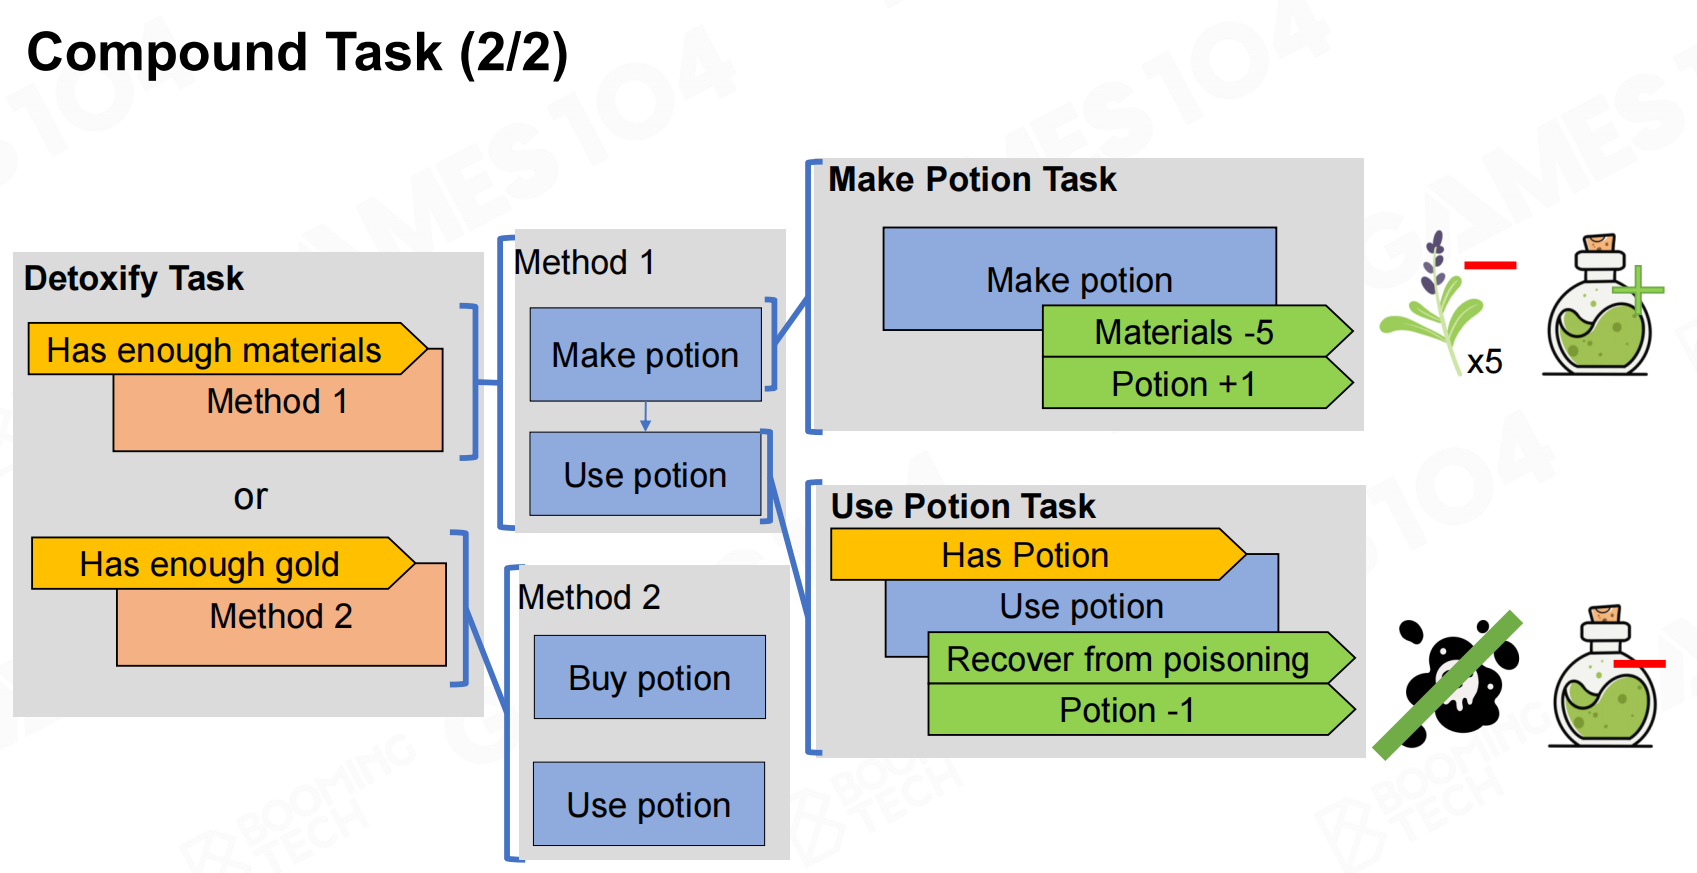 Compound Task (2/2)
Detoxify Task
Has enough materials
Method 1
or
Has enough gold
Method 2
Method 1
Make potion
Use potion
Method 2
Buy potion
Use potion
Make Potion Task
Make potion
Materials -5
Potion +1
x5
Use Potion Task
Has Potion
Use potion
Recover from poisoning
Potion -1
GAMES104
BOOMING
TECH